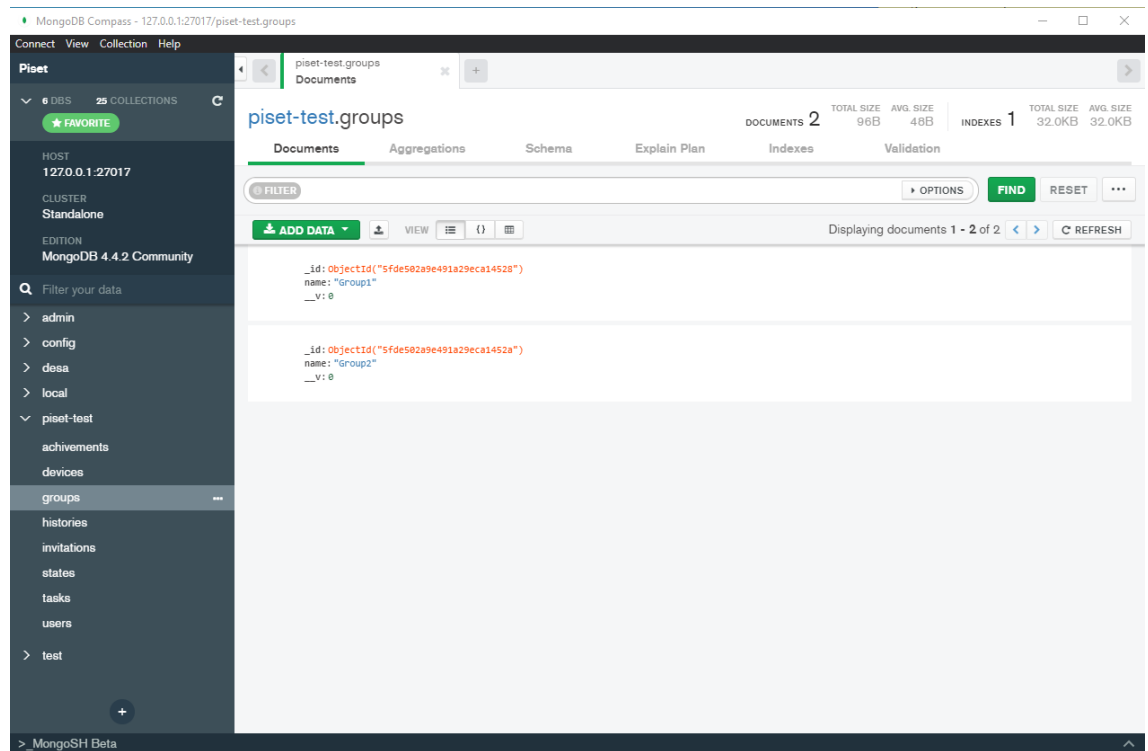 MongoDB Compass - 127.0.0.1:27017/piset-test.groups
Connect View Collection Help
Piset
6 DBS 25 COLLECTIONS
FAVORITE
HOST
127.0.0.1:27017
CLUSTER
Standalone
EDITION
MongoDB 4.4.2 Community
Filter your data
admin
config
desa
local
piset-test
achivements
devices
groups
histories
invitations
states
tasks
users
test
>_MongoSH Beta
piset-test.groups
Documents
piset-test.groups
DOCUMENTS 2 TOTAL SIZE 96B AVG. SIZE 48B INDEXES 1 TOTAL SIZE 32.0KB AVG. SIZE 32.0KB
Documents Aggregations Schema Explain Plan Indexes Validation
FILTER OPTIONS FIND RESET
ADD DATA VIEW {} Displaying documents 1 - 2 of 2 < > REFRESH
_id: ObjectId("5fde502a9e491a29eca14528")
name: "Group1"
__v: 0
_id: ObjectId("5fde502a9e491a29eca1452a")
name: "Group2"
__v: 0